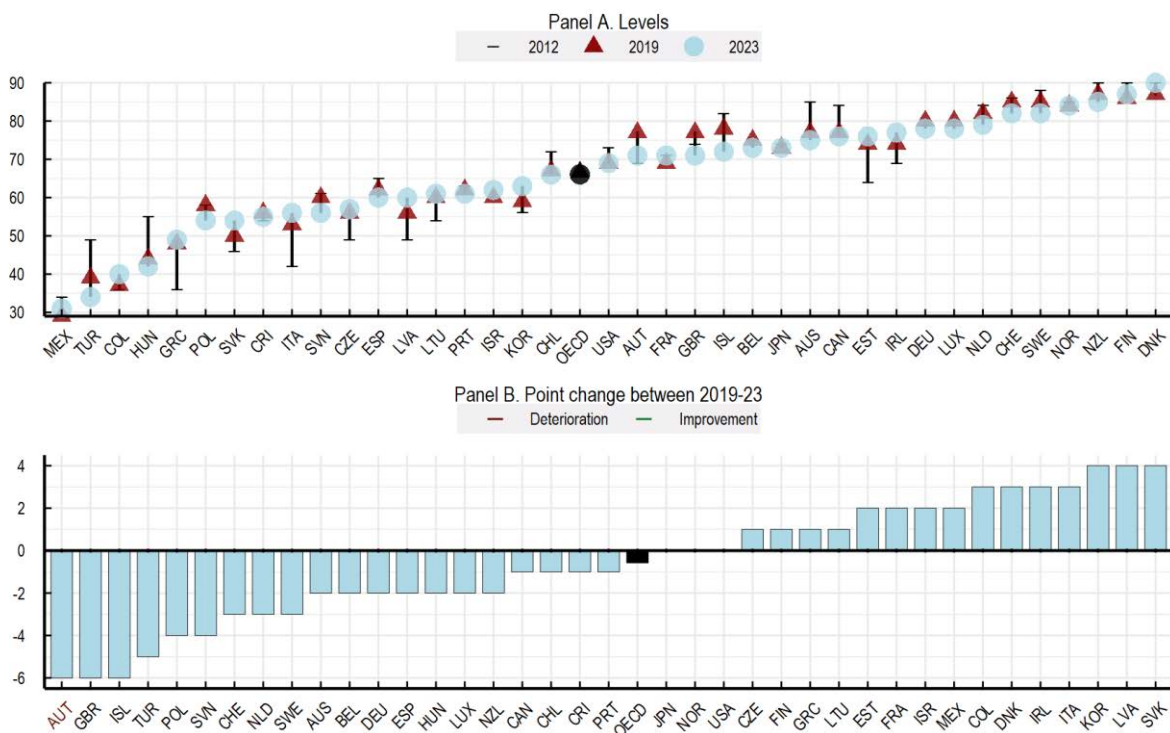 Panel A. Levels
2012 2019 2023
90
80
70
60
50
40
30
MEX TUR COL HUN GRC POL SVK CRI ITA SVN CZE ESP LVA LTU PRT ISR KOR CHL OECD USA AUT FRA GBR ISL BEL JPN AUS CAN EST IRL DEU LUX NLD CHE SWE NOR NZL FIN DNK
Panel B. Point change between 2019-23
Deterioration Improvement
4
2
0
-2
-4
-6
AUT GBR ISL TUR POL SVN CHE NLD SWE AUS BEL DEU ESP HUN LUX NZL CAN CHL CRI PRT OECD JPN NOR USA CZE FIN GRC LTU EST FRA ISR MEX COL DNK IRL ITA KOR LVA SVK